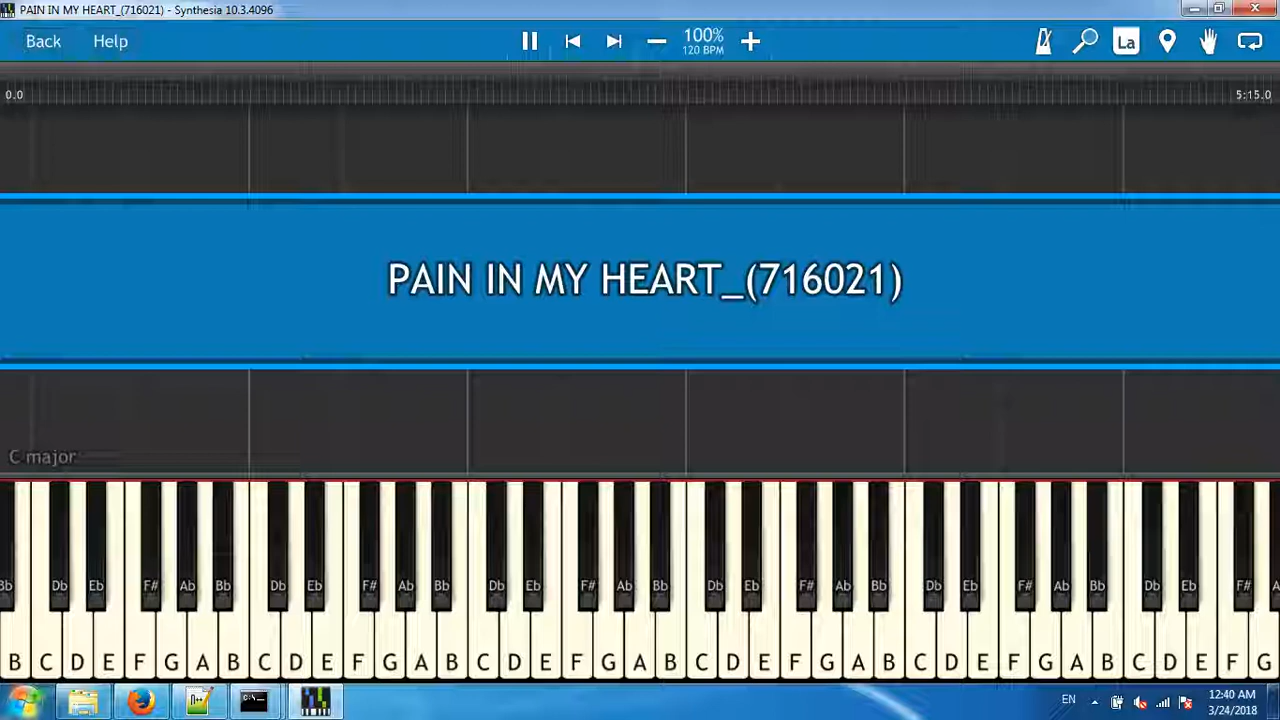 PAIN IN MY HEART_(716021) - Synthesia 10.3.4096
Back Help 100% La
120 BPM
0.0 5:15.0
PAIN IN MY HEART_(716021)
C major
Bb Db Eb F# Ab Bb Db Eb F# Ab Bb Db Eb F# Ab Bb Db Eb F# Ab Bb Db Eb F# Ab Bb Db Eb F# A
B C D E F G A B C D E F G A B C D E F G A B C D E F G A B C D E F G A B C D E F G
N++ C:\._ EN 12:40 AM
3/24/2018